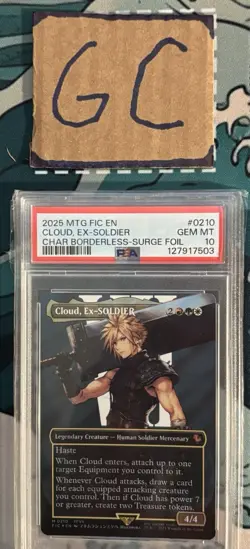 GC
2025 MTG FIC EN
#0210
CLOUD, EX-SOLDIER
GEM MT
CHAR BORDERLESS-SURGE FOIL
10
PSA
127917503
Cloud, Ex-SOLDIER
2
Legendary Creature — Human Soldier Mercenary
Haste
When Cloud enters, attach up to one
target Equipment you control to it.
Whenever Cloud attacks, draw a
card for each equipped attacking
creature you control. Then if Cloud has power
7 or greater, create two Treasure tokens.
4/4